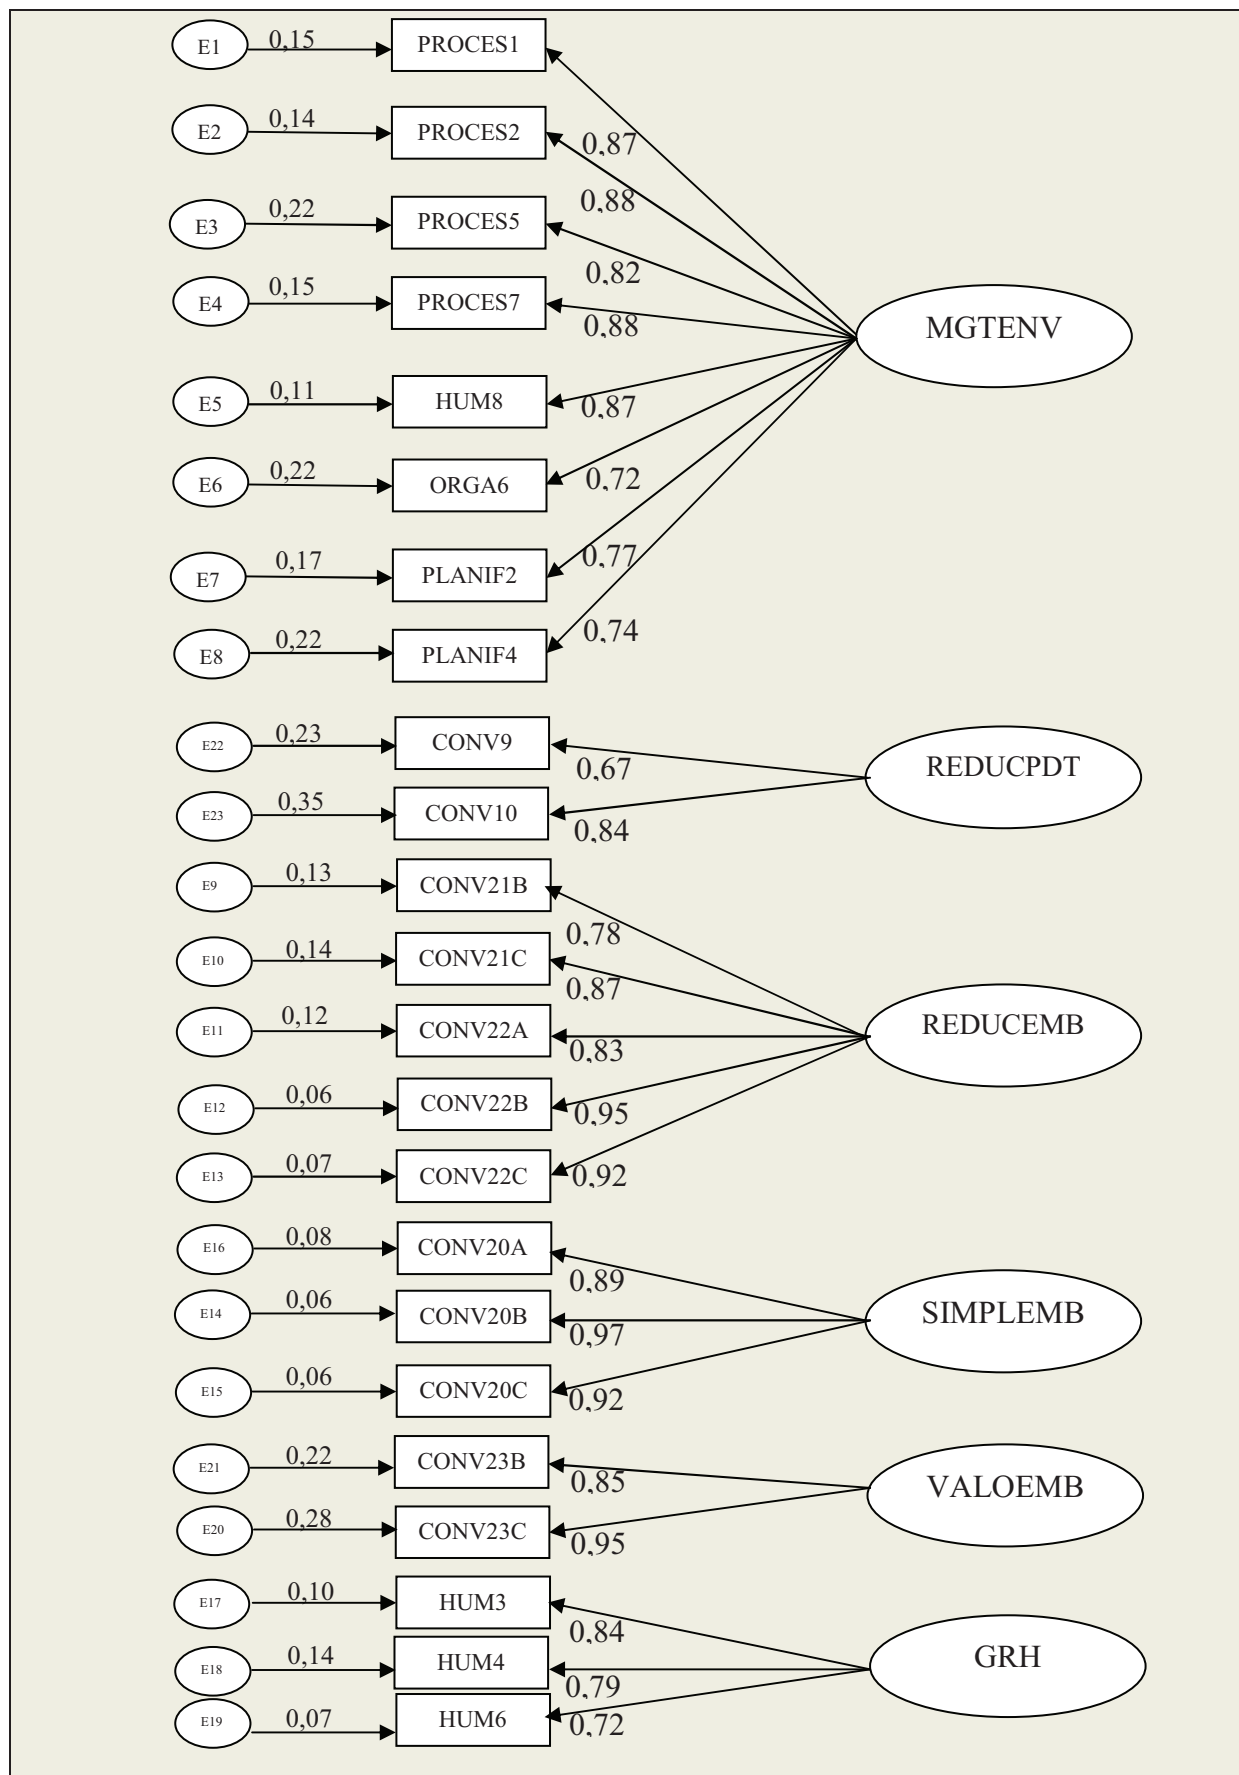 E1 0,15 PROCES1
E2 0,14 PROCES2 0,87
E3 0,22 PROCES5 0,88
0,82
E4 0,15 PROCES7 0,88 MGTENV
E5 0,11 HUM8 0,87
E6 0,22 ORGA6 0,72
E7 0,17 PLANIF2 0,77
E8 0,22 PLANIF4 0,74
E22 0,23 CONV9 0,67 REDUCPDT
E23 0,35 CONV10 0,84
E9 0,13 CONV21B 0,78
E10 0,14 CONV21C 0,87
E11 0,12 CONV22A 0,83 REDUCEMB
E12 0,06 CONV22B 0,95
E13 0,07 CONV22C 0,92
E16 0,08 CONV20A 0,89
E14 0,06 CONV20B 0,97 SIMPLEMB
E15 0,06 CONV20C 0,92
E21 0,22 CONV23B 0,85 VALOEMB
E20 0,28 CONV23C 0,95
E17 0,10 HUM3 0,84
E18 0,14 HUM4 0,79 GRH
E19 0,07 HUM6 0,72